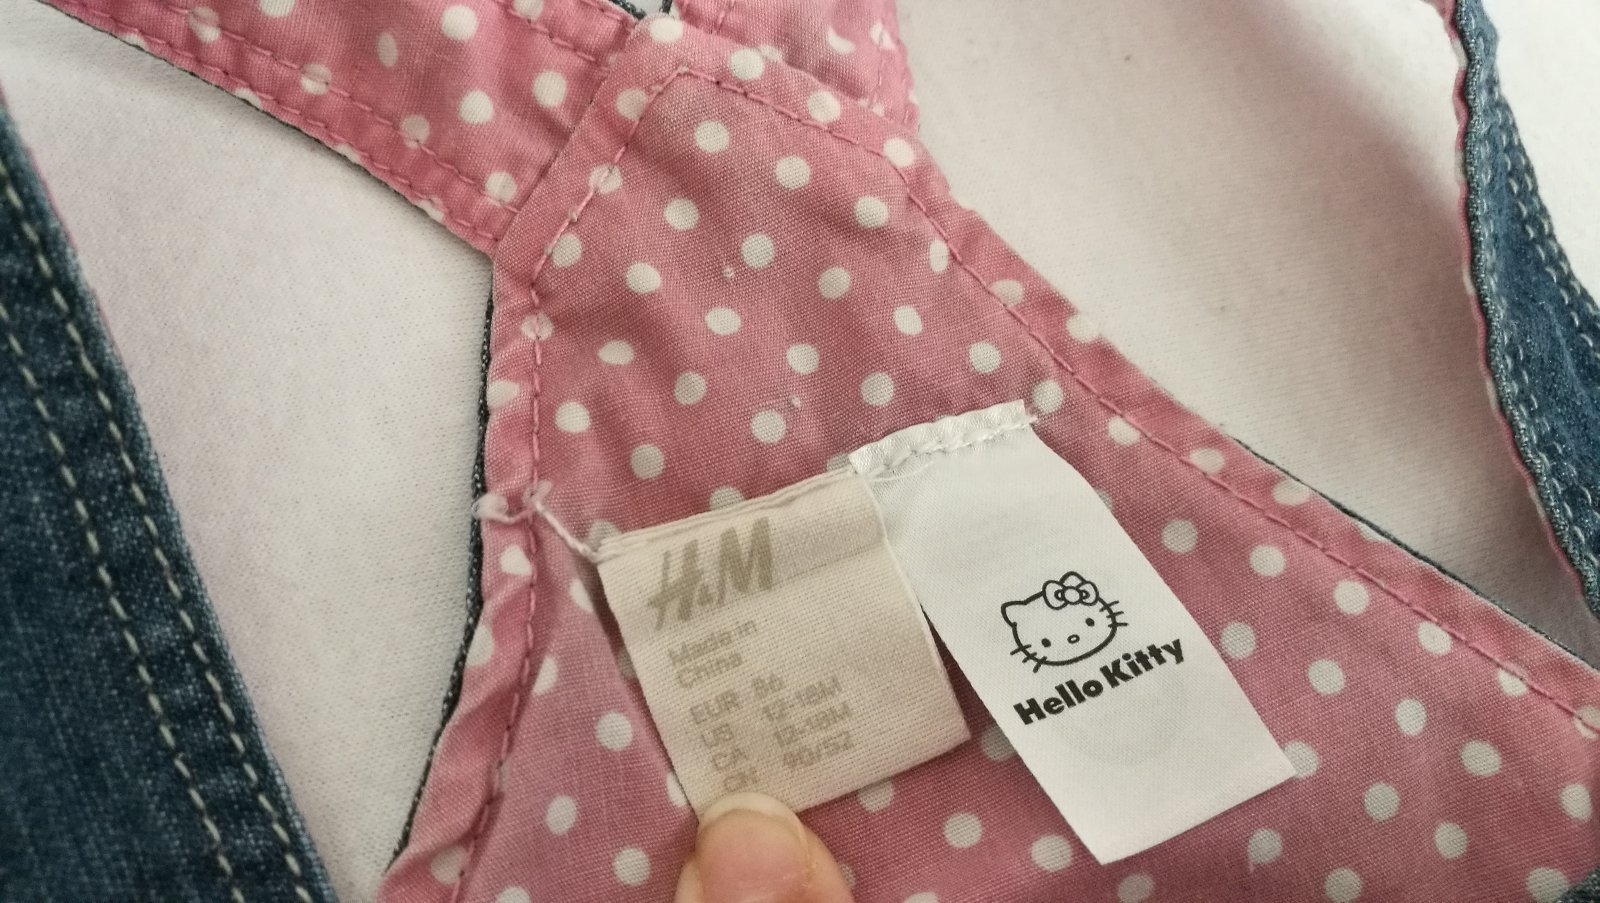 H&M
Made in
China
EUR 86
US 12-18M
CA 12-18M
CN 90/52
Hello Kitty